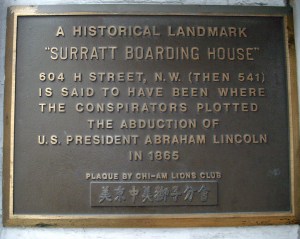 A HISTORICAL LANDMARK
"SURRATT BOARDING HOUSE"
604 H STREET, N.W. (THEN 541)
IS SAID TO HAVE BEEN WHERE
THE CONSPIRATORS PLOTTED
THE ABDUCTION OF
U.S. PRESIDENT ABRAHAM LINCOLN
IN 1865
PLAQUE BY CHI-AM LIONS CLUB
美京中美獅子分會